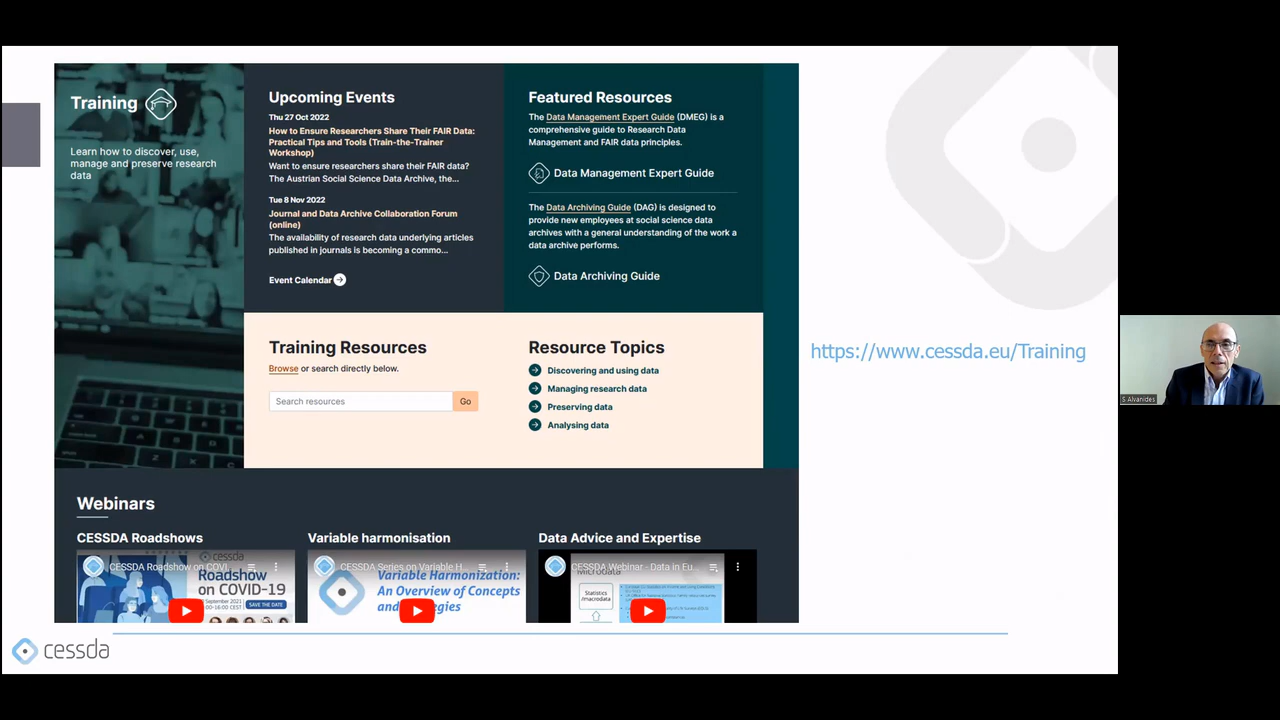 Training
Learn how to discover, use,
manage and preserve research
data
Upcoming Events
Thu 27 Oct 2022
How to Ensure Researchers Share Their FAIR Data:
Practical Tips and Tools (Train-the-Trainer
Workshop)
Want to ensure researchers share their FAIR data?
The Austrian Social Science Data Archive, the...
Tue 8 Nov 2022
Journal and Data Archive Collaboration Forum
(online)
The availability of research data underlying articles
published in journals is becoming a commo...
Event Calendar
Featured Resources
The Data Management Expert Guide (DMEG) is a
comprehensive guide to Research Data
Management and FAIR data principles.
Data Management Expert Guide
The Data Archiving Guide (DAG) is designed to
provide new employees at social science data
archives with a general understanding of the work a
data archive performs.
Data Archiving Guide
Training Resources
Browse or search directly below.
Search resources
Go
Resource Topics
Discovering and using data
Managing research data
Preserving data
Analysing data
https://www.cessda.eu/Training
S Alvanides
Webinars
CESSDA Roadshows
CESSDA Roadshow on COVI...
cessda
Roadshow
on COVID-19
September 2021
SAVE THE DATE
Variable harmonisation
CESSDA Series on Variable H...
Variable Harmonization:
An Overview of Concepts
and
Data Advice and Expertise
CESSDA Webinar - Data in Eu...
Microdata
Statistics
/macrodata
cessda